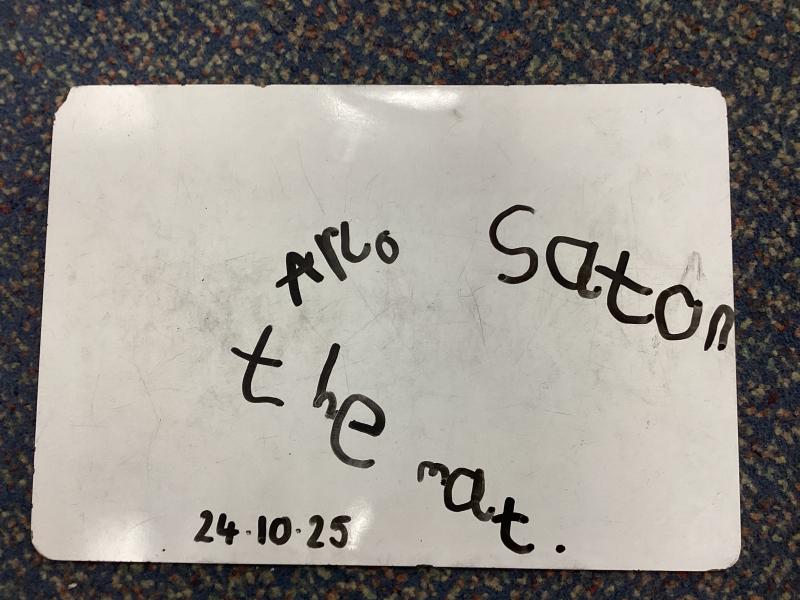 Arlo saton
the mat.
24.10.25